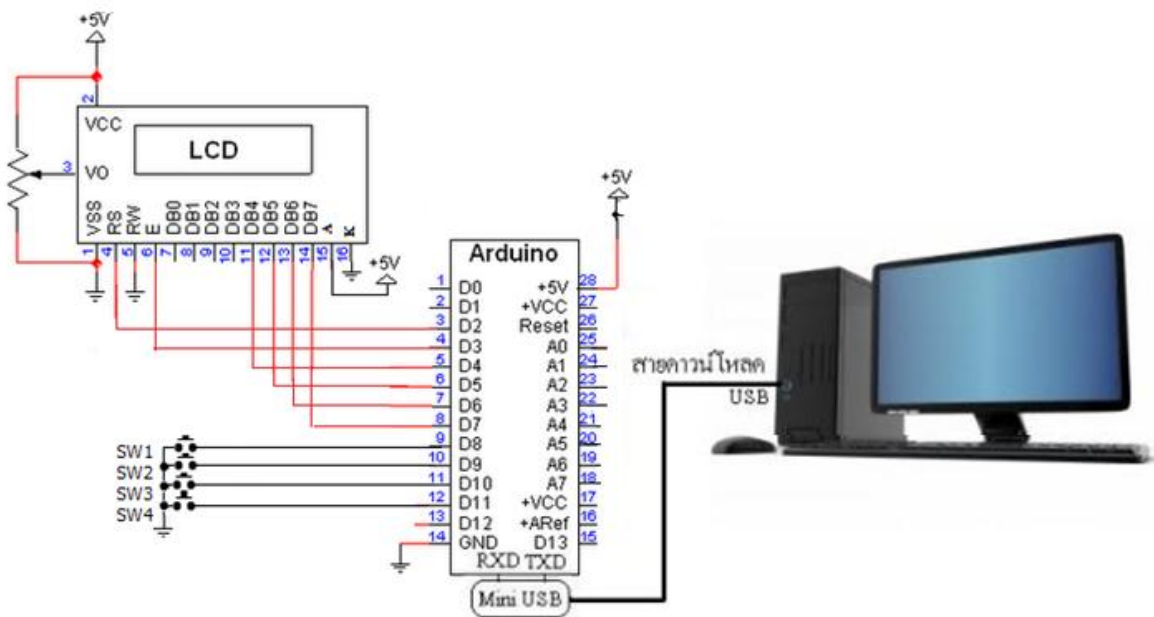 +5V
2
VCC
LCD
3
VO
VSS
RS
RW
E
DB0
DB1
DB2
DB3
DB4
DB5
DB6
DB7
A
K
1
4
5
6
7
8
9
10
11
12
13
14
15
16
+5V
+5V
Arduino
1 D0 +5V 28
2 D1 +VCC 27
3 D2 Reset 26
4 D3 A0 25
5 D4 A1 24
6 D5 A2 23
7 D6 A3 22
8 D7 A4 21
9 D8 A5 20
10 D9 A6 19
11 D10 A7 18
12 D11 +VCC 17
13 D12 +ARef 16
14 GND D13 15
RXD TXD
Mini USB
SW1
SW2
SW3
SW4
สายดาวน์โหลด
USB